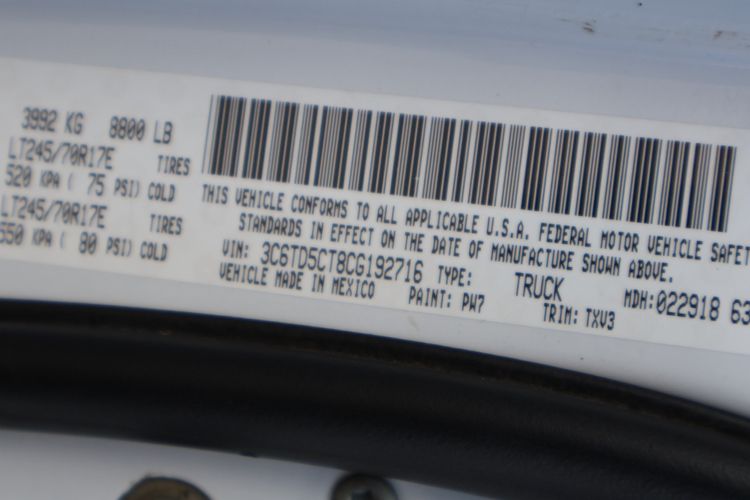 3992 KG 8800 LB
LT245/70R17E TIRES
520 KPA ( 75 PSI) COLD
LT245/70R17E TIRES
550 KPA ( 80 PSI) COLD
THIS VEHICLE CONFORMS TO ALL APPLICABLE U.S.A. FEDERAL MOTOR VEHICLE SAFET
STANDARDS IN EFFECT ON THE DATE OF MANUFACTURE SHOWN ABOVE.
VIN: 3C6TD5CT8CG192716 TYPE: TRUCK MDH:022918 63
VEHICLE MADE IN MEXICO PAINT: PW7 TRIM: TXV3